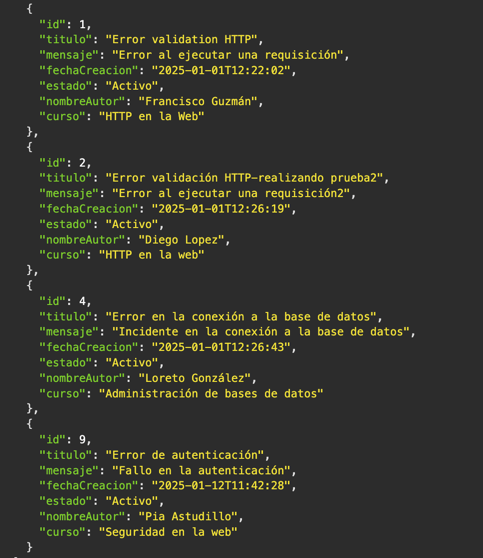 {
"id": 1,
"titulo": "Error validation HTTP",
"mensaje": "Error al ejecutar una requisición",
"fechaCreacion": "2025-01-01T12:22:02",
"estado": "Activo",
"nombreAutor": "Francisco Guzmán",
"curso": "HTTP en la Web"
},
{
"id": 2,
"titulo": "Error validación HTTP-realizando prueba2",
"mensaje": "Error al ejecutar una requisición2",
"fechaCreacion": "2025-01-01T12:26:19",
"estado": "Activo",
"nombreAutor": "Diego Lopez",
"curso": "HTTP en la web"
},
{
"id": 4,
"titulo": "Error en la conexión a la base de datos",
"mensaje": "Incidente en la conexión a la base de datos",
"fechaCreacion": "2025-01-01T12:26:43",
"estado": "Activo",
"nombreAutor": "Loreto González",
"curso": "Administración de bases de datos"
},
{
"id": 9,
"titulo": "Error de autenticación",
"mensaje": "Fallo en la autenticación",
"fechaCreacion": "2025-01-12T11:42:28",
"estado": "Activo",
"nombreAutor": "Pia Astudillo",
"curso": "Seguridad en la web"
}